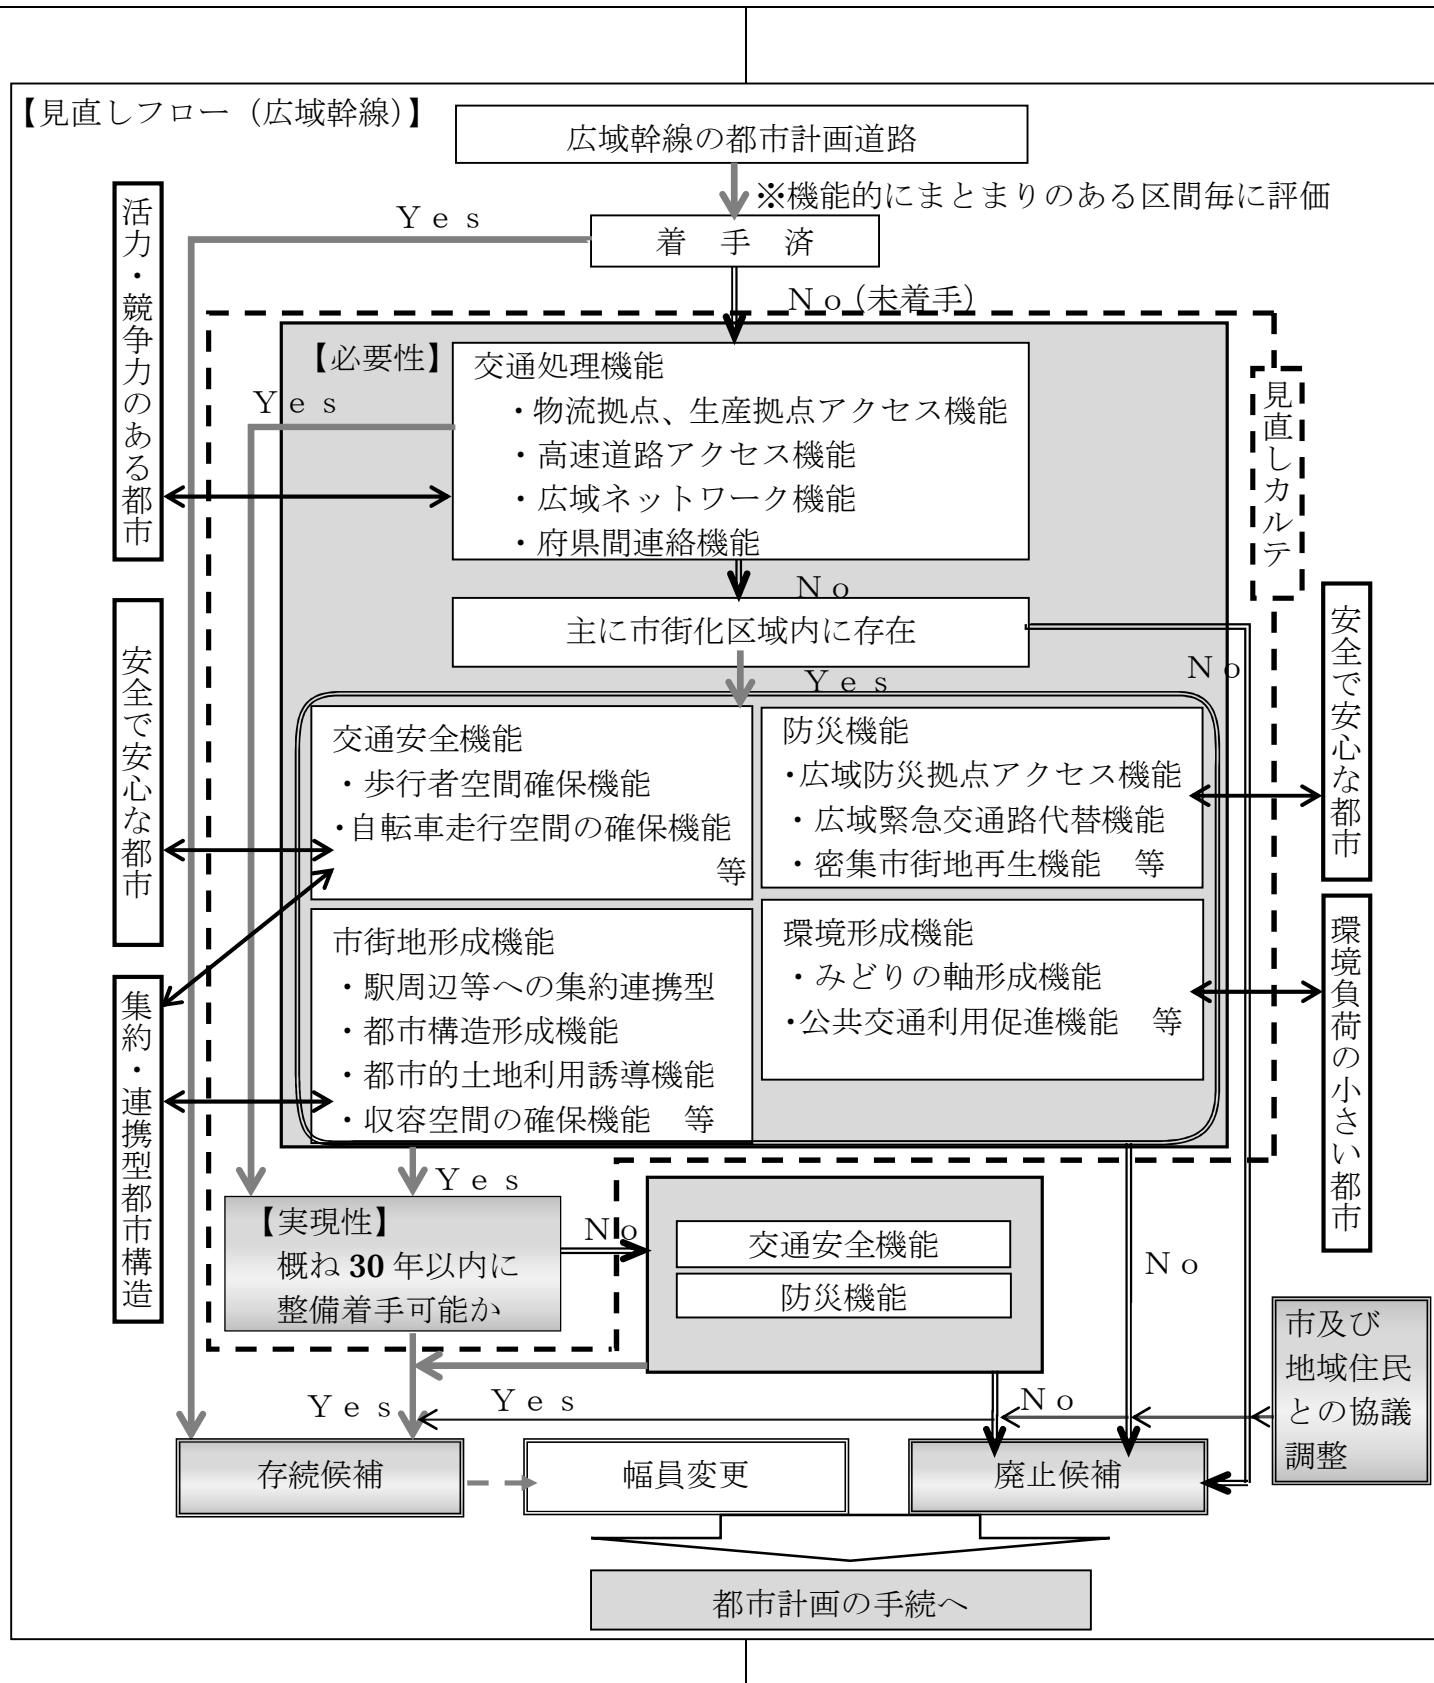 【見直しフロー（広域幹線）】
広域幹線の都市計画道路
※機能的にまとまりのある区間毎に評価
Ｙｅｓ
着　手　済
Ｎｏ（未着手）
活力・競争力のある都市
【必要性】
交通処理機能
・物流拠点、生産拠点アクセス機能
・高速道路アクセス機能
・広域ネットワーク機能
・府県間連絡機能
Ｙｅｓ
見直しカルテ
Ｎｏ
主に市街化区域内に存在
Ｎｏ
Ｙｅｓ
安全で安心な都市
安全で安心な都市
交通安全機能
・歩行者空間確保機能
・自転車走行空間の確保機能
等
防災機能
・広域防災拠点アクセス機能
・広域緊急交通路代替機能
・密集市街地再生機能　等
市街地形成機能
・駅周辺等への集約連携型
・都市構造形成機能
・都市的土地利用誘導機能
・収容空間の確保機能　等
環境形成機能
・みどりの軸形成機能
・公共交通利用促進機能　等
集約・連携型都市構造
環境負荷の小さい都市
Ｙｅｓ
【実現性】
概ね 30 年以内に
整備着手可能か
Ｎｏ
交通安全機能
防災機能
Ｎｏ
市及び
地域住民
との協議
調整
Ｙｅｓ
Ｙｅｓ
Ｎｏ
存続候補
幅員変更
廃止候補
都市計画の手続へ